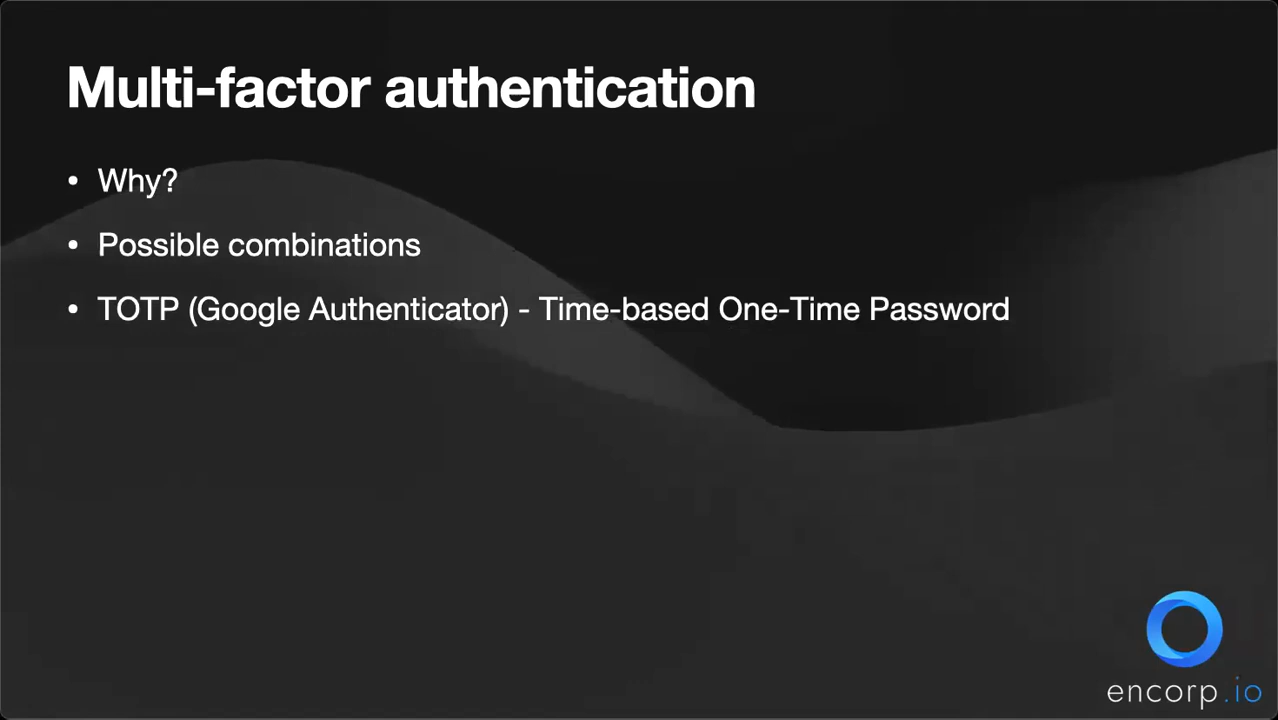 Multi-factor authentication
• Why?
• Possible combinations
• TOTP (Google Authenticator) - Time-based One-Time Password
encorp.io